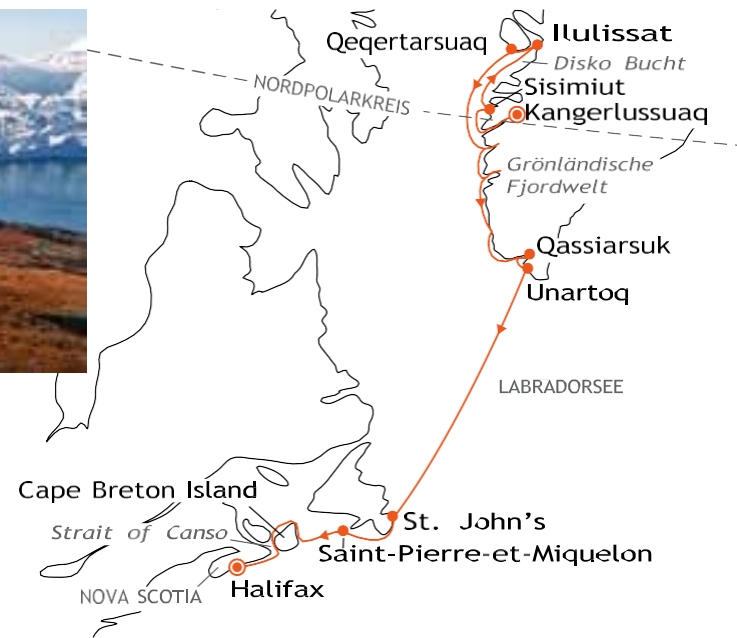 Qeqertarsuaq
Ilulissat
Disko Bucht
Sisimiut
Kangerlussuaq
NORDPOLARKREIS
Grönländische
Fjordwelt
Qassiarsuk
Unartoq
LABRADORSEE
Cape Breton Island
St. John's
Strait of Canso
Saint-Pierre-et-Miquelon
NOVA SCOTIA
Halifax